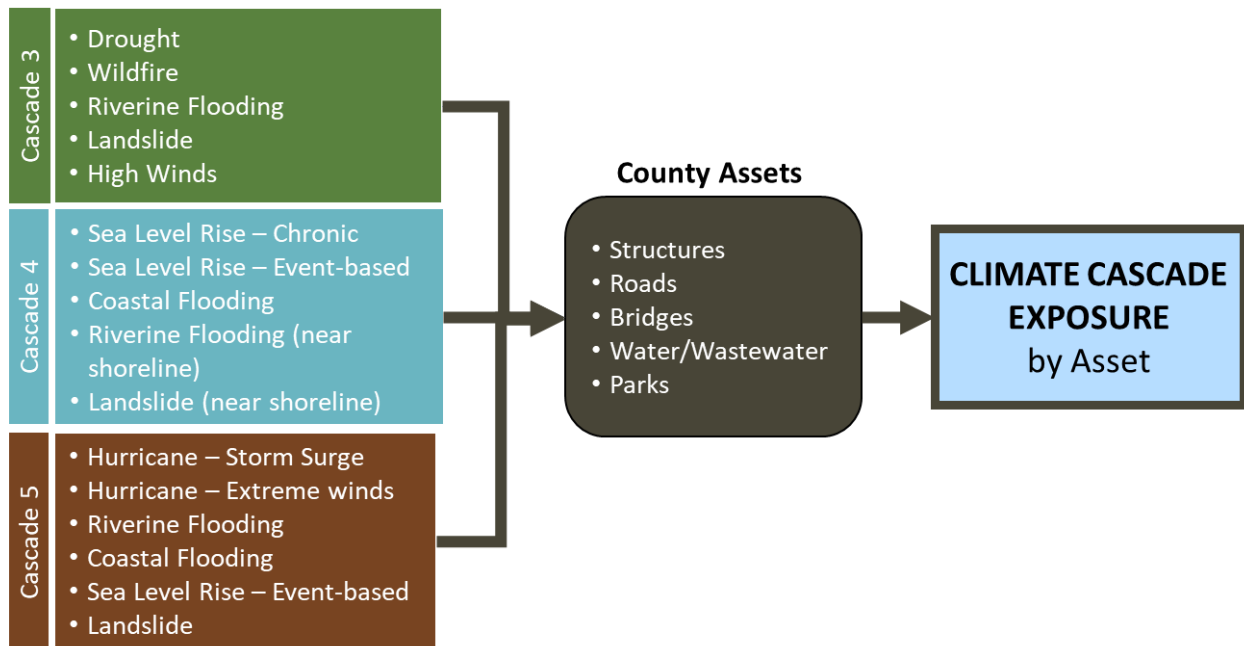 Cascade 3
• Drought
• Wildfire
• Riverine Flooding
• Landslide
• High Winds
Cascade 4
• Sea Level Rise – Chronic
• Sea Level Rise – Event-based
• Coastal Flooding
• Riverine Flooding (near
shoreline)
• Landslide (near shoreline)
Cascade 5
• Hurricane – Storm Surge
• Hurricane – Extreme winds
• Riverine Flooding
• Coastal Flooding
• Sea Level Rise – Event-based
• Landslide
County Assets
• Structures
• Roads
• Bridges
• Water/Wastewater
• Parks
CLIMATE CASCADE
EXPOSURE
by Asset